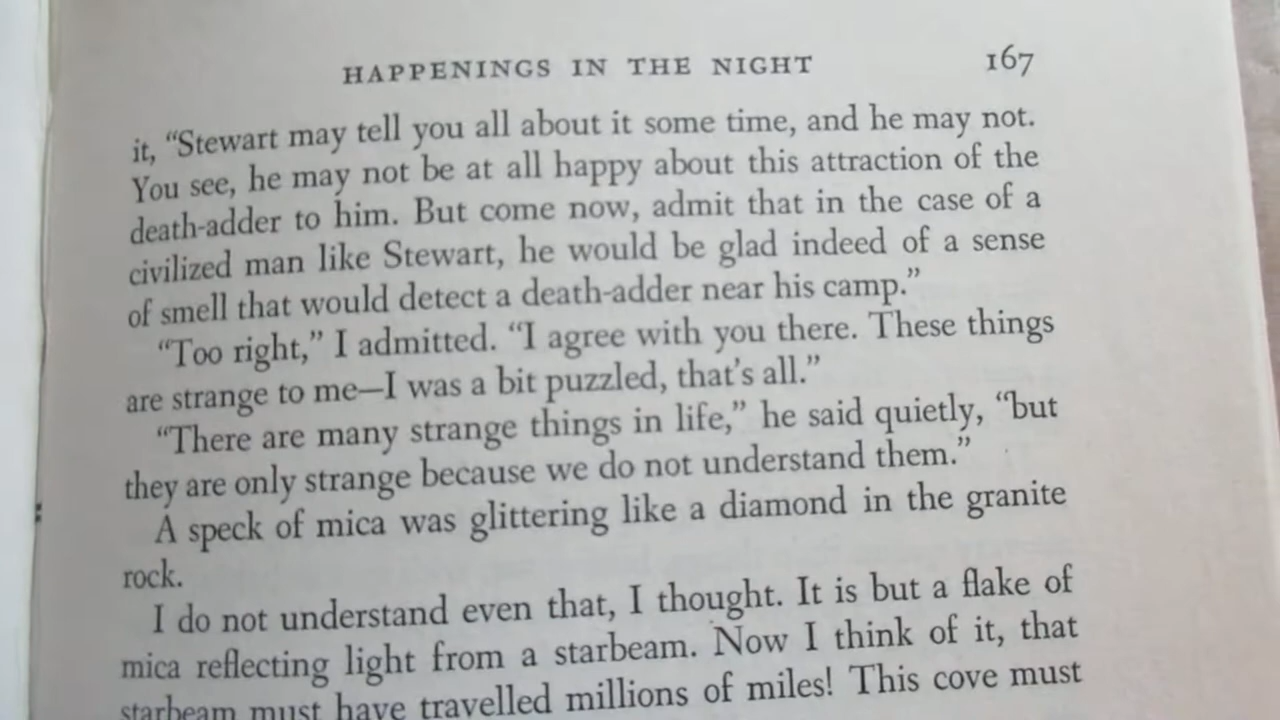 HAPPENINGS IN THE NIGHT 167
it, “Stewart may tell you all about it some time, and he may not.
You see, he may not be at all happy about this attraction of the
death-adder to him. But come now, admit that in the case of a
civilized man like Stewart, he would be glad indeed of a sense
of smell that would detect a death-adder near his camp.”
“Too right,” I admitted. “I agree with you there. These things
are strange to me—I was a bit puzzled, that’s all.”
“There are many strange things in life,” he said quietly, “but
they are only strange because we do not understand them.”
A speck of mica was glittering like a diamond in the granite
rock.
I do not understand even that, I thought. It is but a flake of
mica reflecting light from a starbeam. Now I think of it, that
starbeam must have travelled millions of miles! This cove must